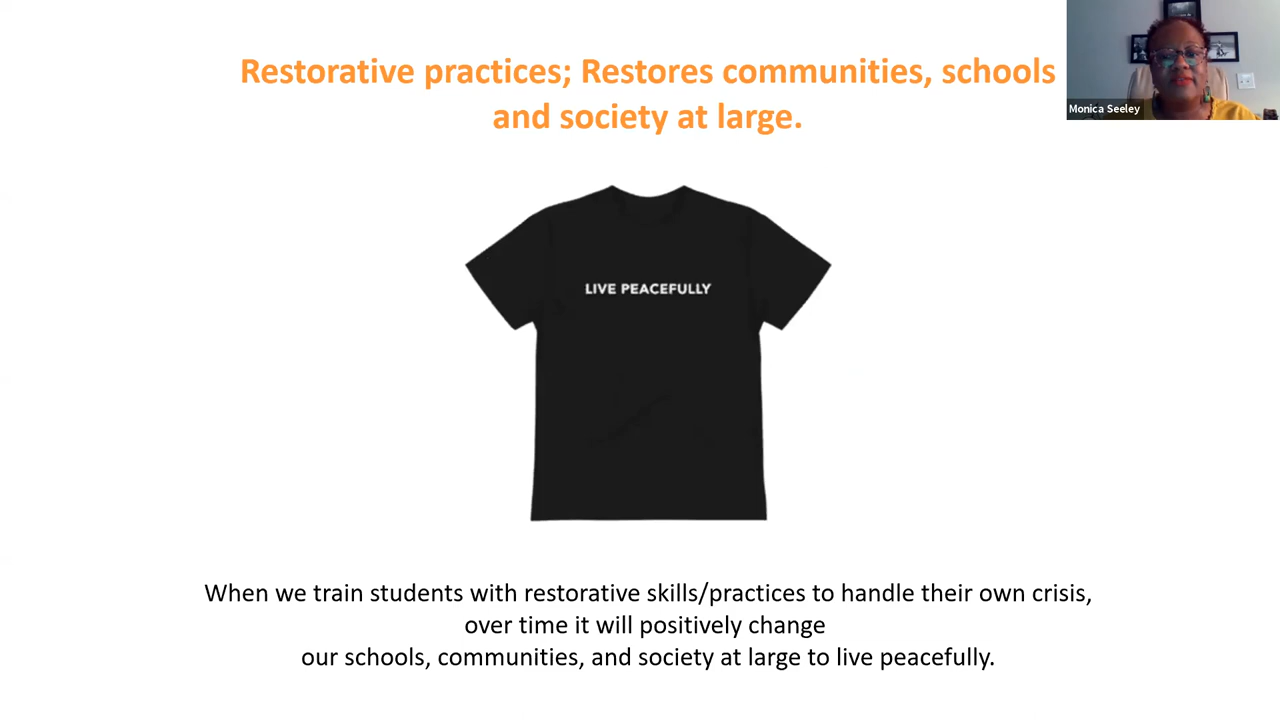 Restorative practices; Restores communities, schools
and society at large.
Monica Seeley
LIVE PEACEFULLY
When we train students with restorative skills/practices to handle their own crisis,
over time it will positively change
our schools, communities, and society at large to live peacefully.